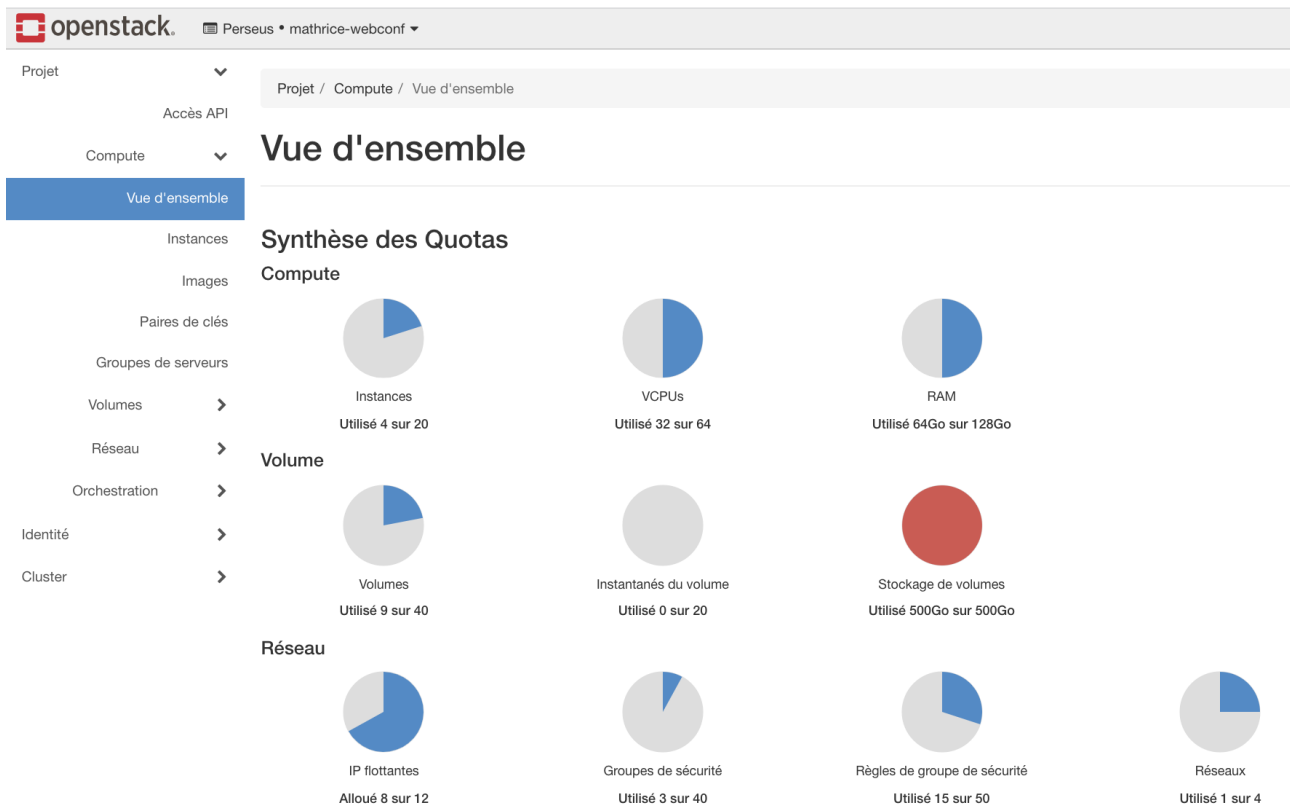 openstack.
Perseus • mathrice-webconf
Projet
Accès API
Compute
Vue d'ensemble
Instances
Images
Paires de clés
Groupes de serveurs
Volumes
Réseau
Orchestration
Identité
Cluster
Projet / Compute / Vue d'ensemble
Vue d'ensemble
Synthèse des Quotas
Compute
Instances
Utilisé 4 sur 20
VCPUs
Utilisé 32 sur 64
RAM
Utilisé 64Go sur 128Go
Volume
Volumes
Utilisé 9 sur 40
Instantanés du volume
Utilisé 0 sur 20
Stockage de volumes
Utilisé 500Go sur 500Go
Réseau
IP flottantes
Alloué 8 sur 12
Groupes de sécurité
Utilisé 3 sur 40
Règles de groupe de sécurité
Utilisé 15 sur 50
Réseaux
Utilisé 1 sur 4